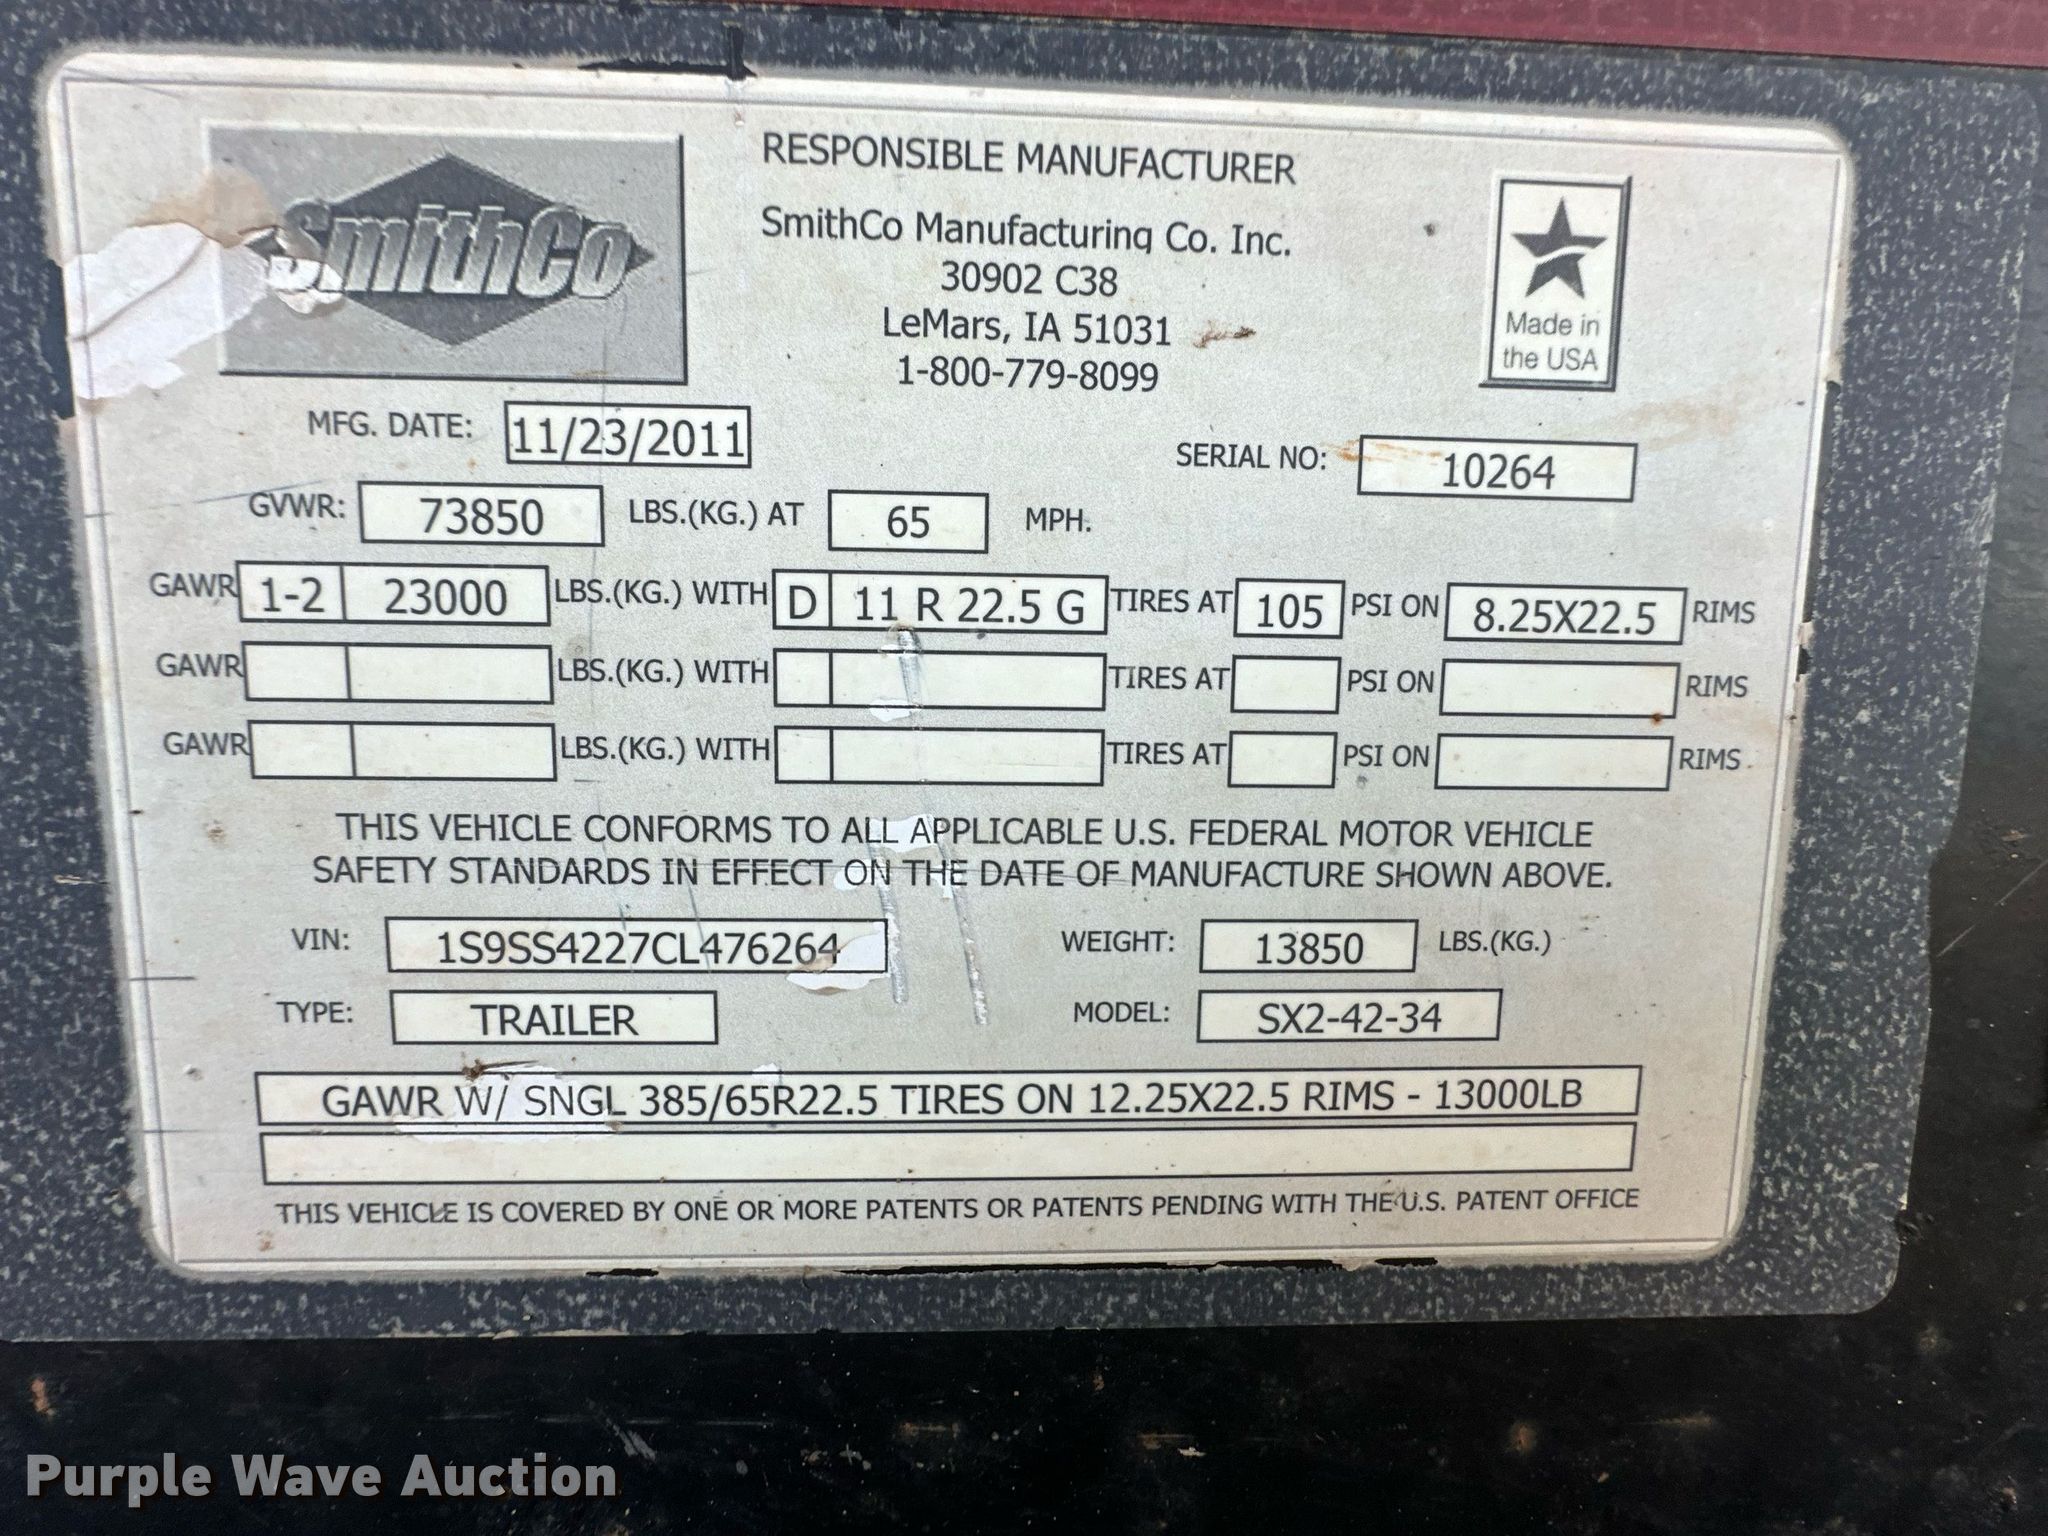 SmithCo
RESPONSIBLE MANUFACTURER
SmithCo Manufacturing Co. Inc.
30902 C38
LeMars, IA 51031
1-800-779-8099
Made in
the USA
MFG. DATE: 11/23/2011
SERIAL NO: 10264
GVWR: 73850 LBS.(KG.) AT 65 MPH.
GAWR 1-2 23000 LBS.(KG.) WITH D 11 R 22.5 G TIRES AT 105 PSI ON 8.25X22.5 RIMS
GAWR LBS.(KG.) WITH TIRES AT PSI ON RIMS
GAWR LBS.(KG.) WITH TIRES AT PSI ON RIMS
THIS VEHICLE CONFORMS TO ALL APPLICABLE U.S. FEDERAL MOTOR VEHICLE
SAFETY STANDARDS IN EFFECT ON THE DATE OF MANUFACTURE SHOWN ABOVE.
VIN: 1S9SS4227CL476264 WEIGHT: 13850 LBS.(KG.)
TYPE: TRAILER MODEL: SX2-42-34
GAWR W/ SNGL 385/65R22.5 TIRES ON 12.25X22.5 RIMS - 13000LB
THIS VEHICLE IS COVERED BY ONE OR MORE PATENTS OR PATENTS PENDING WITH THE U.S. PATENT OFFICE
Purple Wave Auction